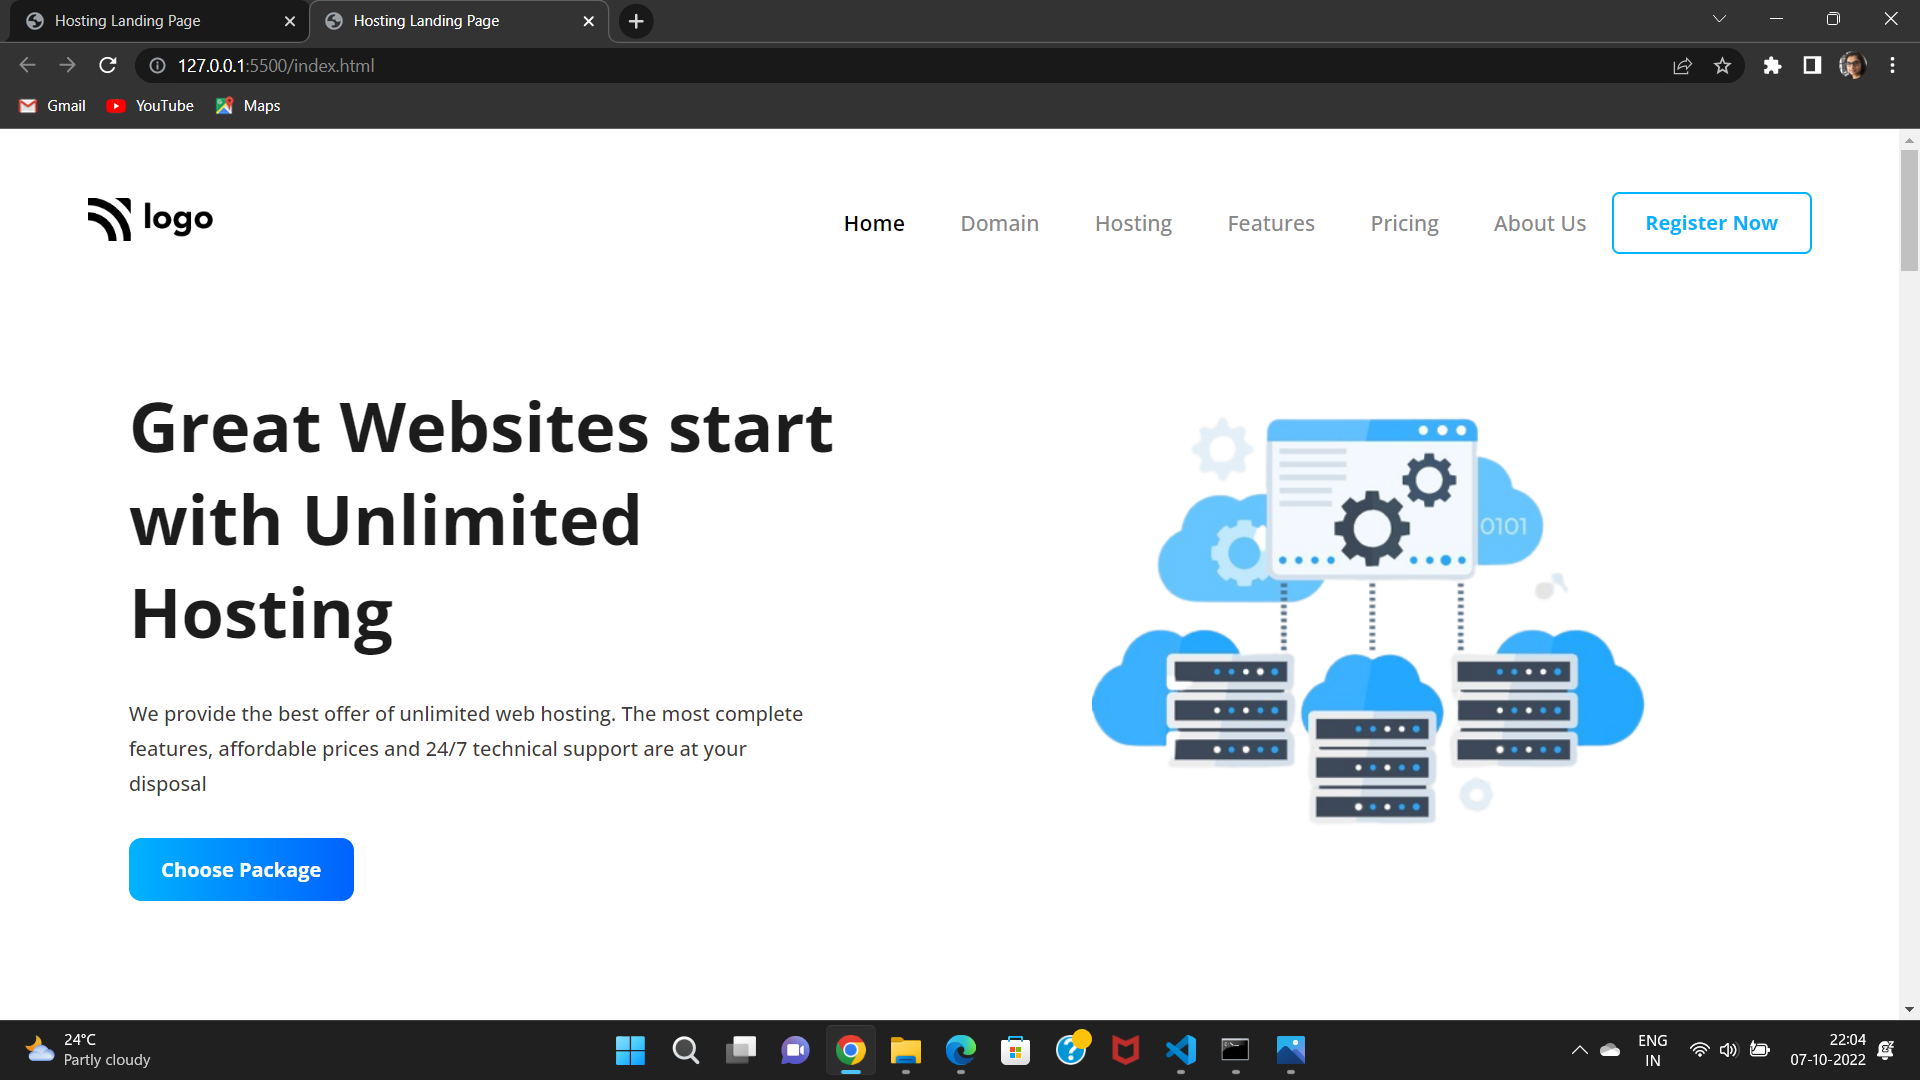 Hosting Landing Page
Hosting Landing Page
127.0.0.1:5500/index.html
Gmail
YouTube
Maps
logo
Home
Domain
Hosting
Features
Pricing
About Us
Register Now
Great Websites start
with Unlimited
Hosting
We provide the best offer of unlimited web hosting. The most complete
features, affordable prices and 24/7 technical support are at your
disposal
Choose Package
0101
24°C
Partly cloudy
ENG
IN
22:04
07-10-2022